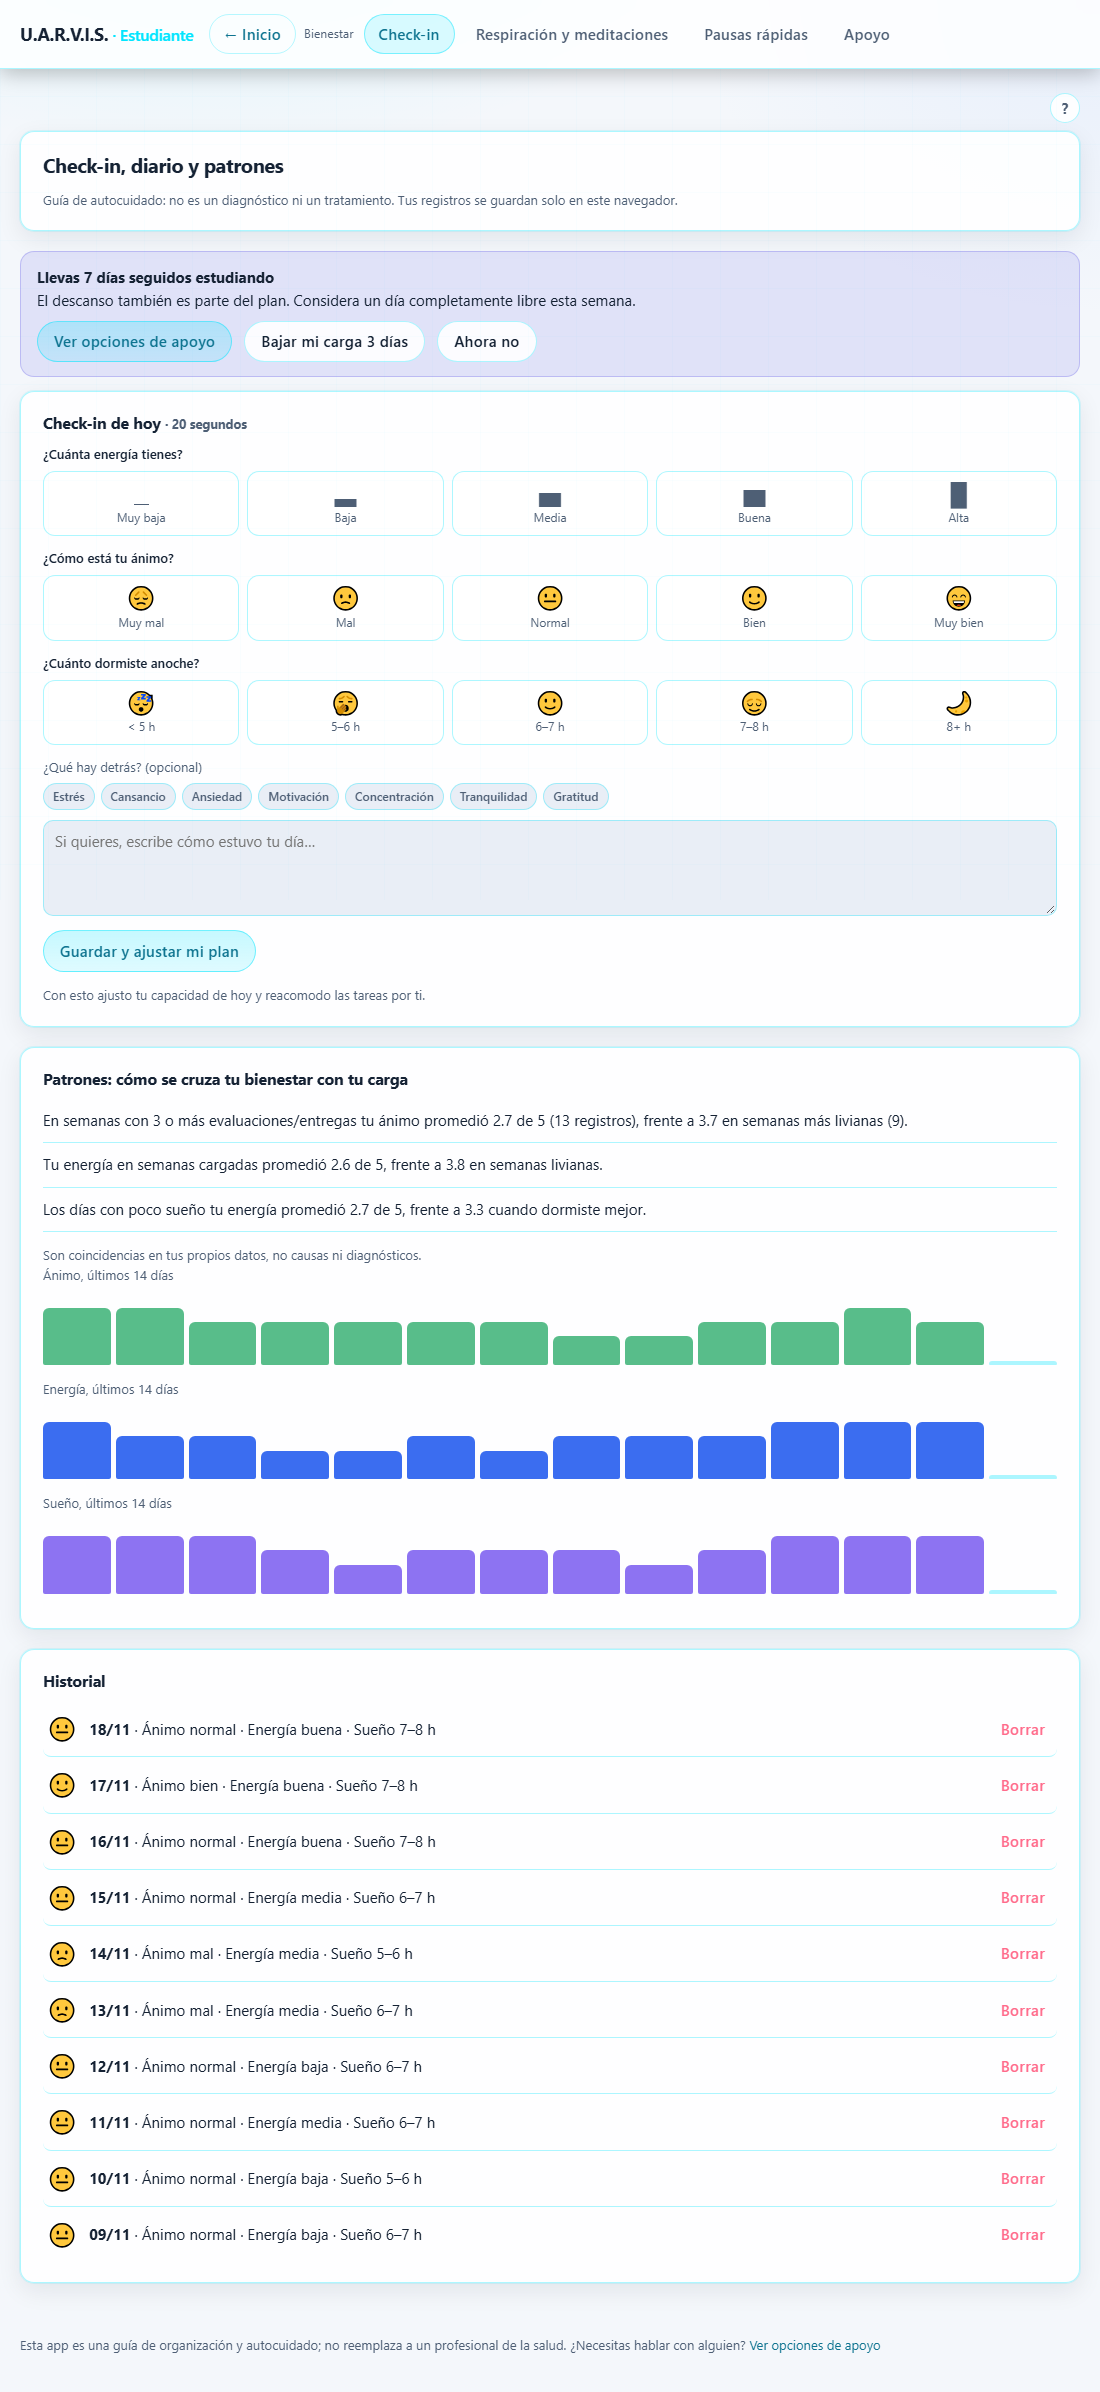 U.A.R.V.I.S. · Estudiante
← Inicio
Bienestar
Check-in
Respiración y meditaciones
Pausas rápidas
Apoyo
?
Check-in, diario y patrones
Guía de autocuidado: no es un diagnóstico ni un tratamiento. Tus registros se guardan solo en este navegador.
Llevas 7 días seguidos estudiando
El descanso también es parte del plan. Considera un día completamente libre esta semana.
Ver opciones de apoyo
Bajar mi carga 3 días
Ahora no
Check-in de hoy · 20 segundos
¿Cuánta energía tienes?
Muy baja
Baja
Media
Buena
Alta
¿Cómo está tu ánimo?
Muy mal
Mal
Normal
Bien
Muy bien
¿Cuánto dormiste anoche?
< 5 h
5–6 h
6–7 h
7–8 h
8+ h
¿Qué hay detrás? (opcional)
Estrés
Cansancio
Ansiedad
Motivación
Concentración
Tranquilidad
Gratitud
Si quieres, escribe cómo estuvo tu día...
Guardar y ajustar mi plan
Con esto ajusto tu capacidad de hoy y reacomodo las tareas por ti.
Patrones: cómo se cruza tu bienestar con tu carga
En semanas con 3 o más evaluaciones/entregas tu ánimo promedió 2.7 de 5 (13 registros), frente a 3.7 en semanas más livianas (9).
Tu energía en semanas cargadas promedió 2.6 de 5, frente a 3.8 en semanas livianas.
Los días con poco sueño tu energía promedió 2.7 de 5, frente a 3.3 cuando dormiste mejor.
Son coincidencias en tus propios datos, no causas ni diagnósticos.
Ánimo, últimos 14 días
Energía, últimos 14 días
Sueño, últimos 14 días
Historial
18/11 · Ánimo normal · Energía buena · Sueño 7–8 h Borrar
17/11 · Ánimo bien · Energía buena · Sueño 7–8 h Borrar
16/11 · Ánimo normal · Energía buena · Sueño 7–8 h Borrar
15/11 · Ánimo normal · Energía media · Sueño 6–7 h Borrar
14/11 · Ánimo mal · Energía media · Sueño 5–6 h Borrar
13/11 · Ánimo mal · Energía media · Sueño 6–7 h Borrar
12/11 · Ánimo normal · Energía baja · Sueño 6–7 h Borrar
11/11 · Ánimo normal · Energía media · Sueño 6–7 h Borrar
10/11 · Ánimo normal · Energía baja · Sueño 5–6 h Borrar
09/11 · Ánimo normal · Energía baja · Sueño 6–7 h Borrar
Esta app es una guía de organización y autocuidado; no reemplaza a un profesional de la salud. ¿Necesitas hablar con alguien? Ver opciones de apoyo